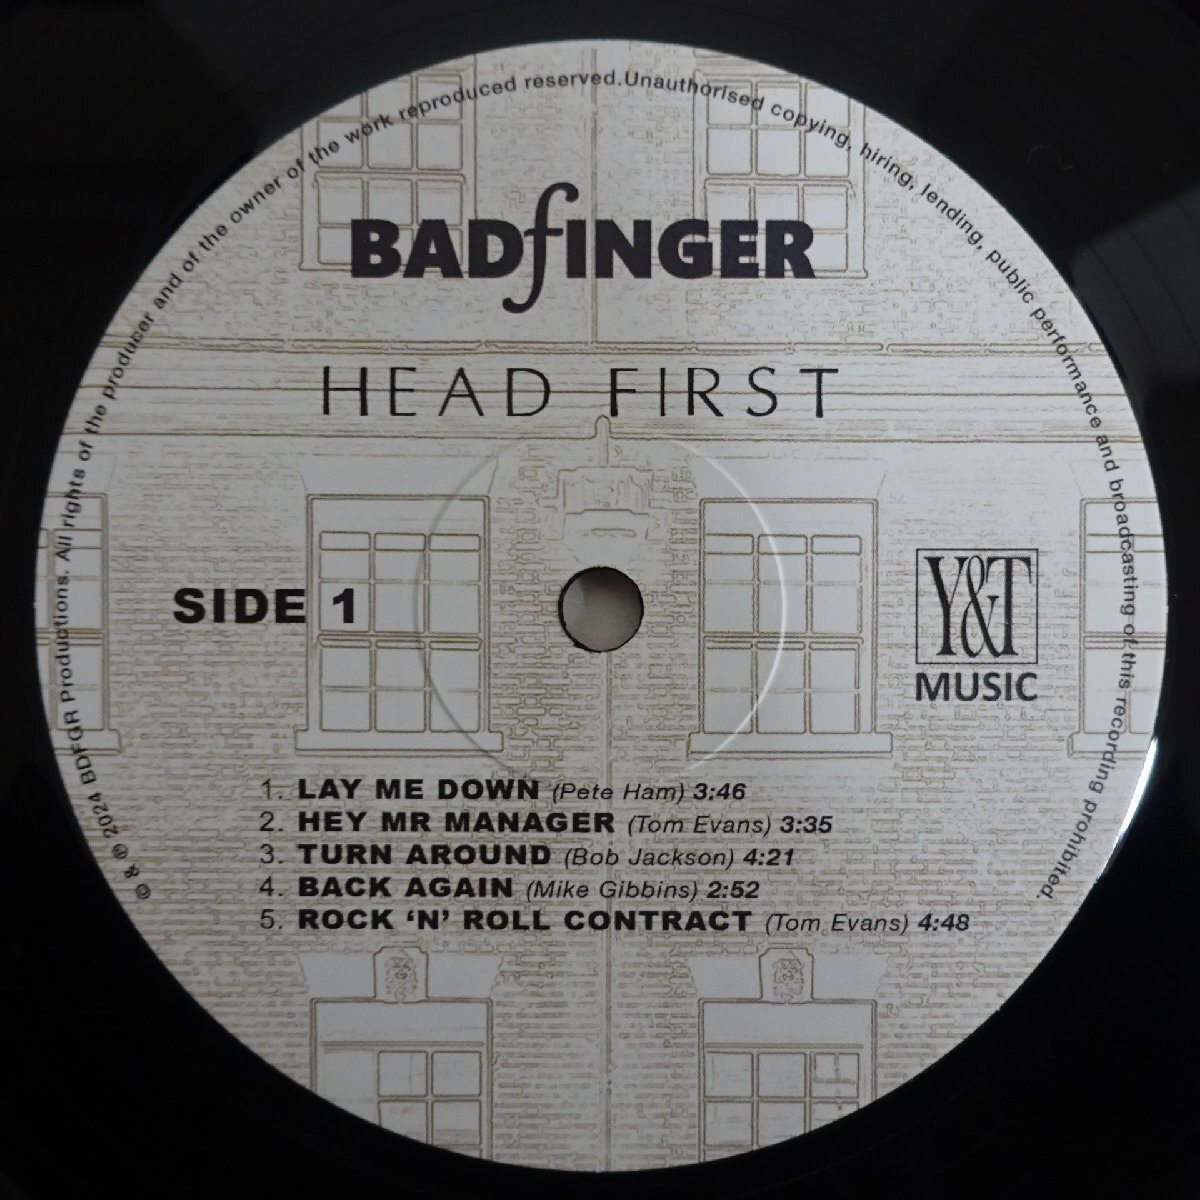 © & ℗ 2024 BDFGR Productions. All rights of the producer and of the owner of the work reproduced reserved. Unauthorised copying, hiring, lending, public performance and broadcasting of this recording prohibited.
BADfINGER
HEAD FIRST
SIDE 1
Y&T
MUSIC
1. LAY ME DOWN (Pete Ham) 3:46
2. HEY MR MANAGER (Tom Evans) 3:35
3. TURN AROUND (Bob Jackson) 4:21
4. BACK AGAIN (Mike Gibbins) 2:52
5. ROCK ‘N’ ROLL CONTRACT (Tom Evans) 4:48